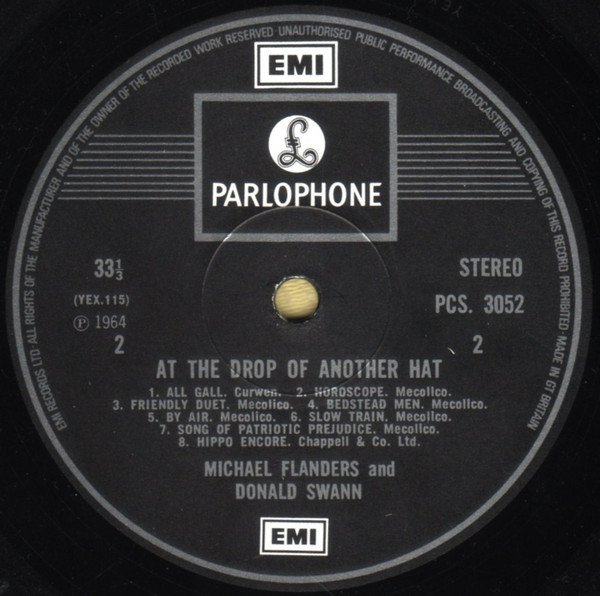 EMI RECORDS LTD ALL RIGHTS OF THE MANUFACTURER AND OF THE OWNER OF THE RECORDED WORK RESERVED UNAUTHORISED PUBLIC PERFORMANCE BROADCASTING AND COPYING OF THIS RECORD PROHIBITED - MADE IN GT BRITAIN
EMI
£
PARLOPHONE
33⅓
STEREO
(YEX.115)
PCS. 3052
Ⓟ 1964
2
2
AT THE DROP OF ANOTHER HAT
1. ALL GALL. Curwen. 2. HOROSCOPE. Mecolico.
3. FRIENDLY DUET. Mecolico. 4. BEDSTEAD MEN. Mecolico.
5. BY AIR. Mecolico. 6. SLOW TRAIN. Mecolico.
7. SONG OF PATRIOTIC PREJUDICE. Mecolico.
8. HIPPO ENCORE. Chappell & Co. Ltd.
MICHAEL FLANDERS and
DONALD SWANN
EMI